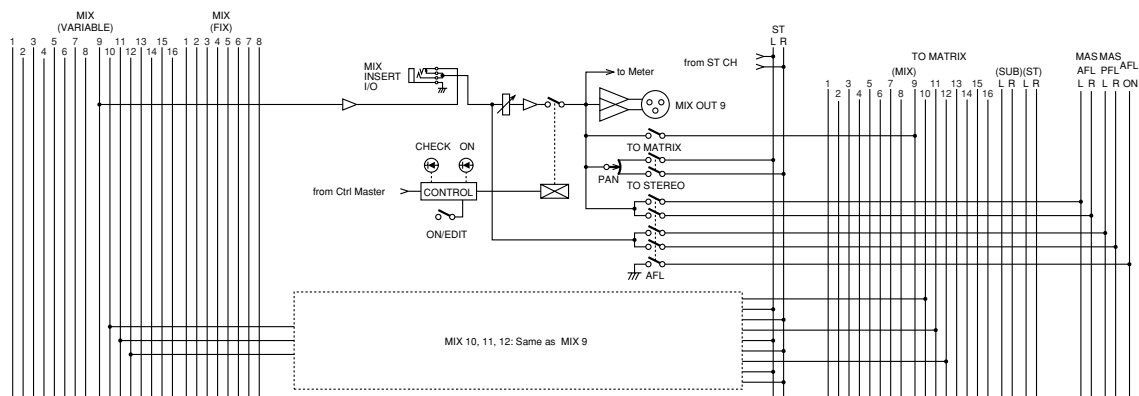 MIX
(VARIABLE)
MIX
(FIX)
1 3 5 7 9 11 13 15 1 2 3 4 5 6 7 8
2 4 6 8 10 12 14 16
ST
L R
from ST CH
MIX
INSERT
I/O
to Meter
MIX OUT 9
TO MATRIX
(MIX)
(SUB)(ST)
1 3 5 7 9 11 13 15 L R L R
2 4 6 8 10 12 14 16
MAS MAS
AFL PFL AFL
L R L R ON
TO MATRIX
PAN
TO STEREO
CHECK ON
from Ctrl Master
CONTROL
ON/EDIT
AFL
MIX 10, 11, 12: Same as MIX 9